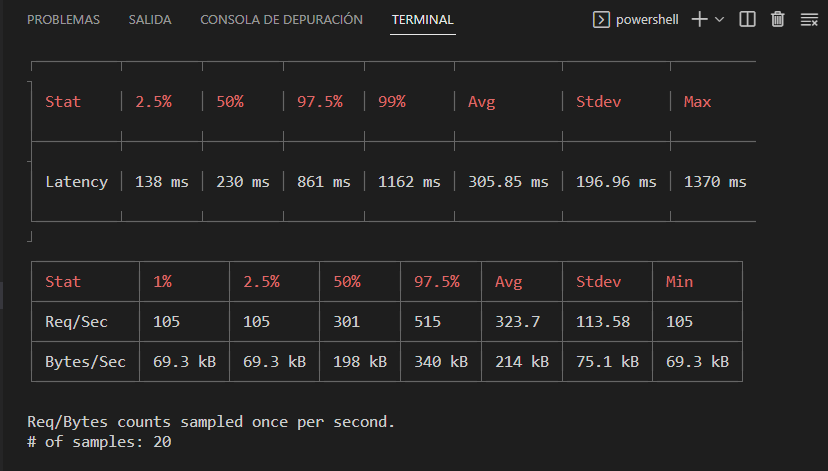 PROBLEMAS SALIDA CONSOLA DE DEPURACIÓN TERMINAL powershell
Stat 2.5% 50% 97.5% 99% Avg Stdev Max
Latency 138 ms 230 ms 861 ms 1162 ms 305.85 ms 196.96 ms 1370 ms
Stat 1% 2.5% 50% 97.5% Avg Stdev Min
Req/Sec 105 105 301 515 323.7 113.58 105
Bytes/Sec 69.3 kB 69.3 kB 198 kB 340 kB 214 kB 75.1 kB 69.3 kB
Req/Bytes counts sampled once per second.
# of samples: 20